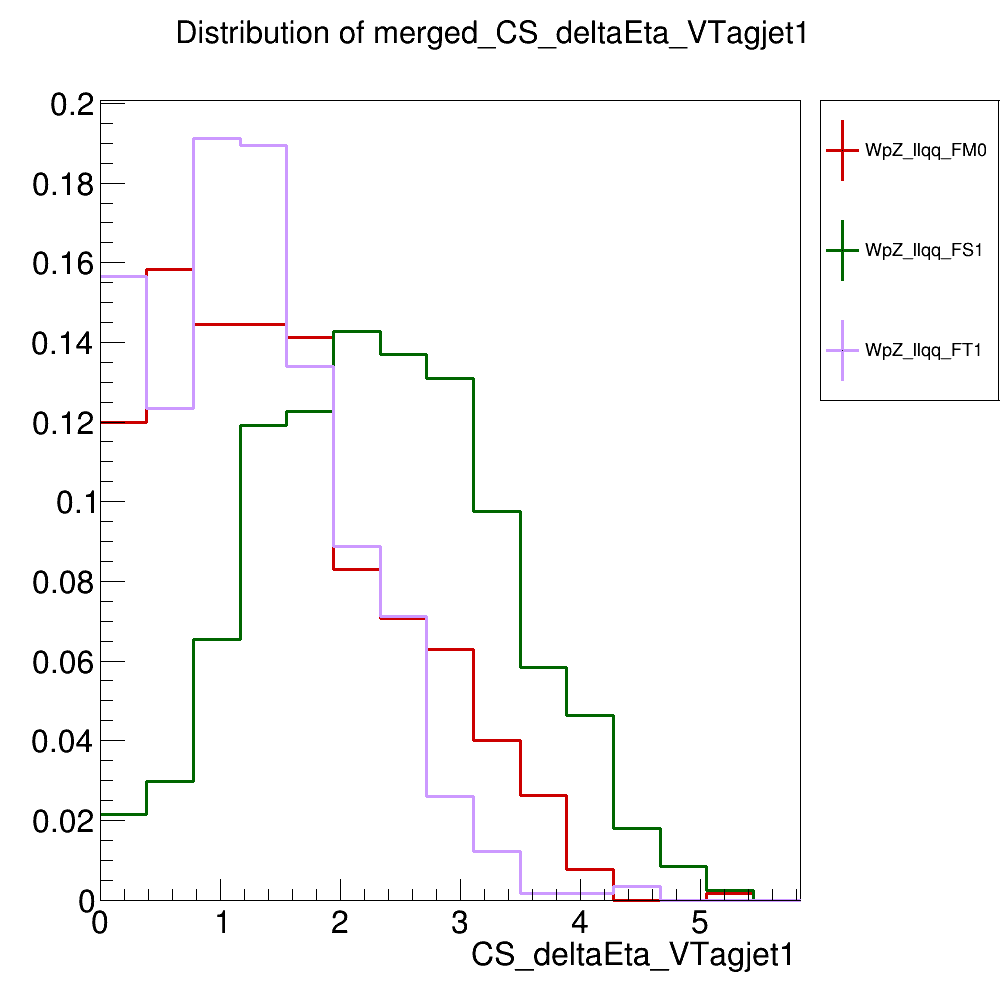 Distribution of merged_CS_deltaEta_VTagjet1
0.2
0.18
0.16
0.14
0.12
0.1
0.08
0.06
0.04
0.02
0
0 1 2 3 4 5
CS_deltaEta_VTagjet1
WpZ_llqq_FM0
WpZ_llqq_FS1
WpZ_llqq_FT1